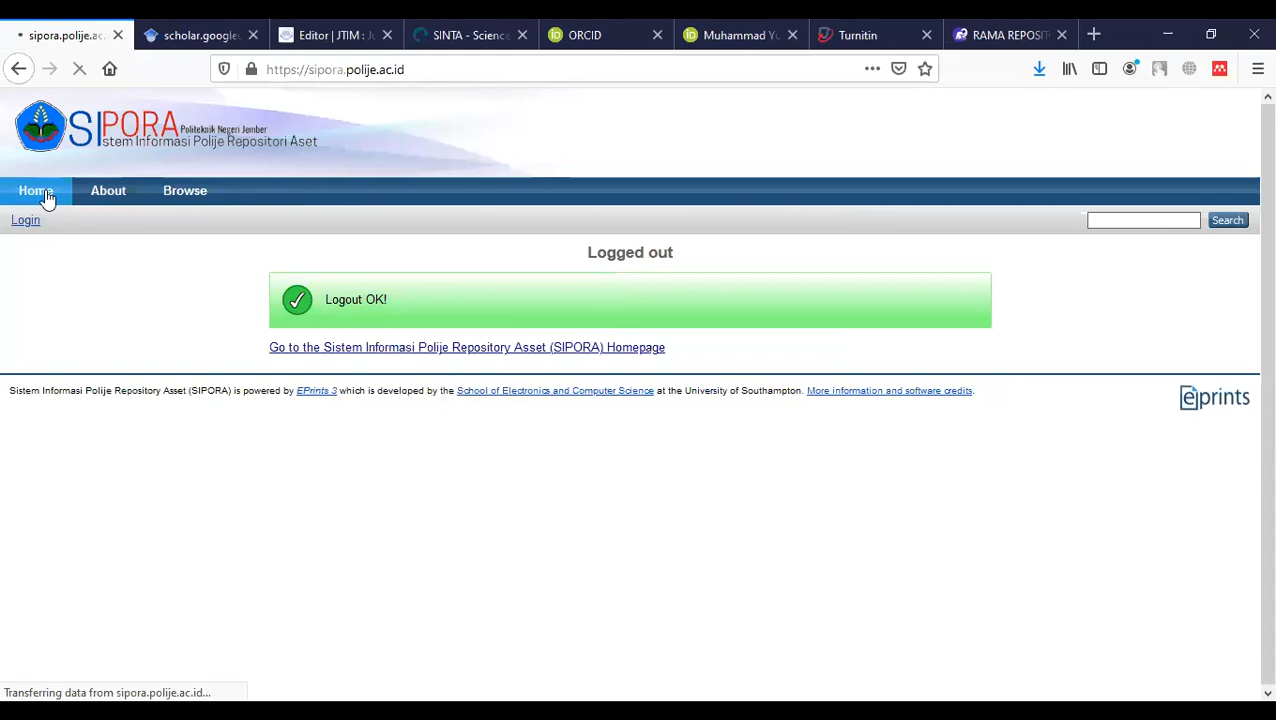 sipora.polije.ac.
scholar.google
Editor | JTIM : J
SINTA - Scienc
ORCID
Muhammad Yu
Turnitin
RAMA REPOSIT
https://sipora.polije.ac.id
SIPORA Politeknik Negeri Jember
Sistem Informasi Polije Repositori Aset
Home About Browse
Login Search
Logged out
Logout OK!
Go to the Sistem Informasi Polije Repository Asset (SIPORA) Homepage
Sistem Informasi Polije Repository Asset (SIPORA) is powered by EPrints 3 which is developed by the School of Electronics and Computer Science at the University of Southampton. More information and software credits.
eprints
Transferring data from sipora.polije.ac.id...